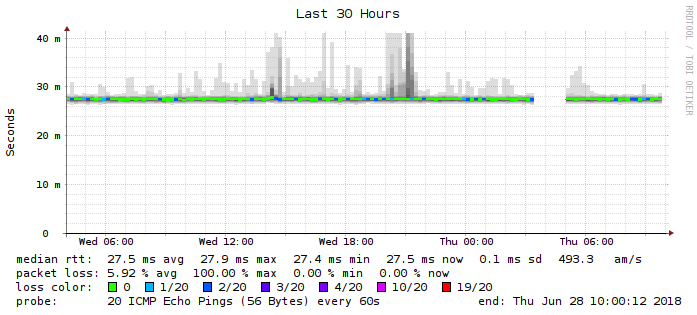 Last 30 Hours
RRDTOOL / TOBI OETIKER
Seconds
40 m
30 m
20 m
10 m
0
Wed 06:00 Wed 12:00 Wed 18:00 Thu 00:00 Thu 06:00
median rtt: 27.5 ms avg 27.9 ms max 27.4 ms min 27.5 ms now 0.1 ms sd 493.3 am/s
packet loss: 5.92 % avg 100.00 % max 0.00 % min 0.00 % now
loss color: 0 1/20 2/20 3/20 4/20 10/20 19/20
probe: 20 ICMP Echo Pings (56 Bytes) every 60s end: Thu Jun 28 10:00:12 2018